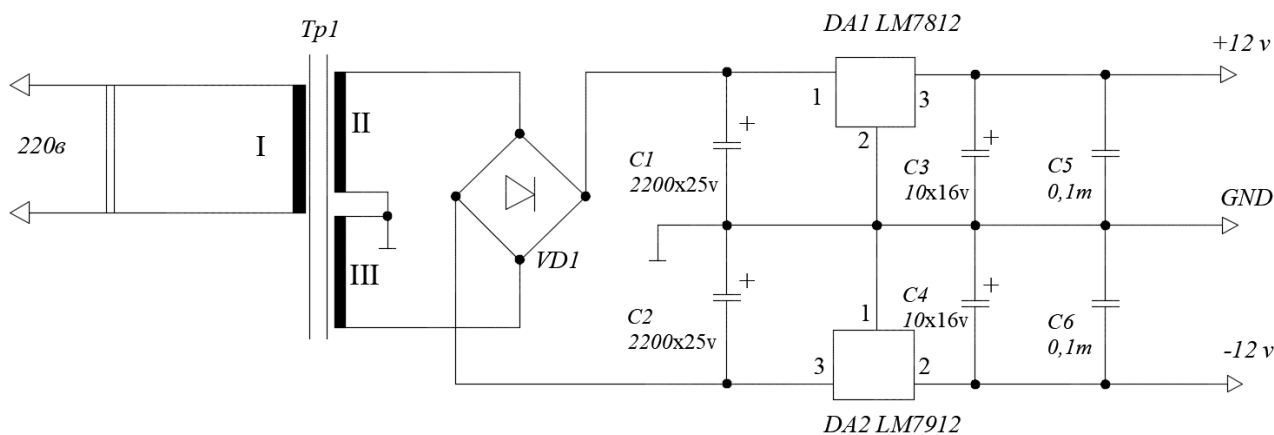 Tp1
220в
I
II
III
VD1
C1
2200x25v
+
C2
2200x25v
+
DA1 LM7812
1
3
2
C3
10x16v
+
C5
0,1m
+12 v
GND
1
3
2
DA2 LM7912
C4
10x16v
+
C6
0,1m
-12 v